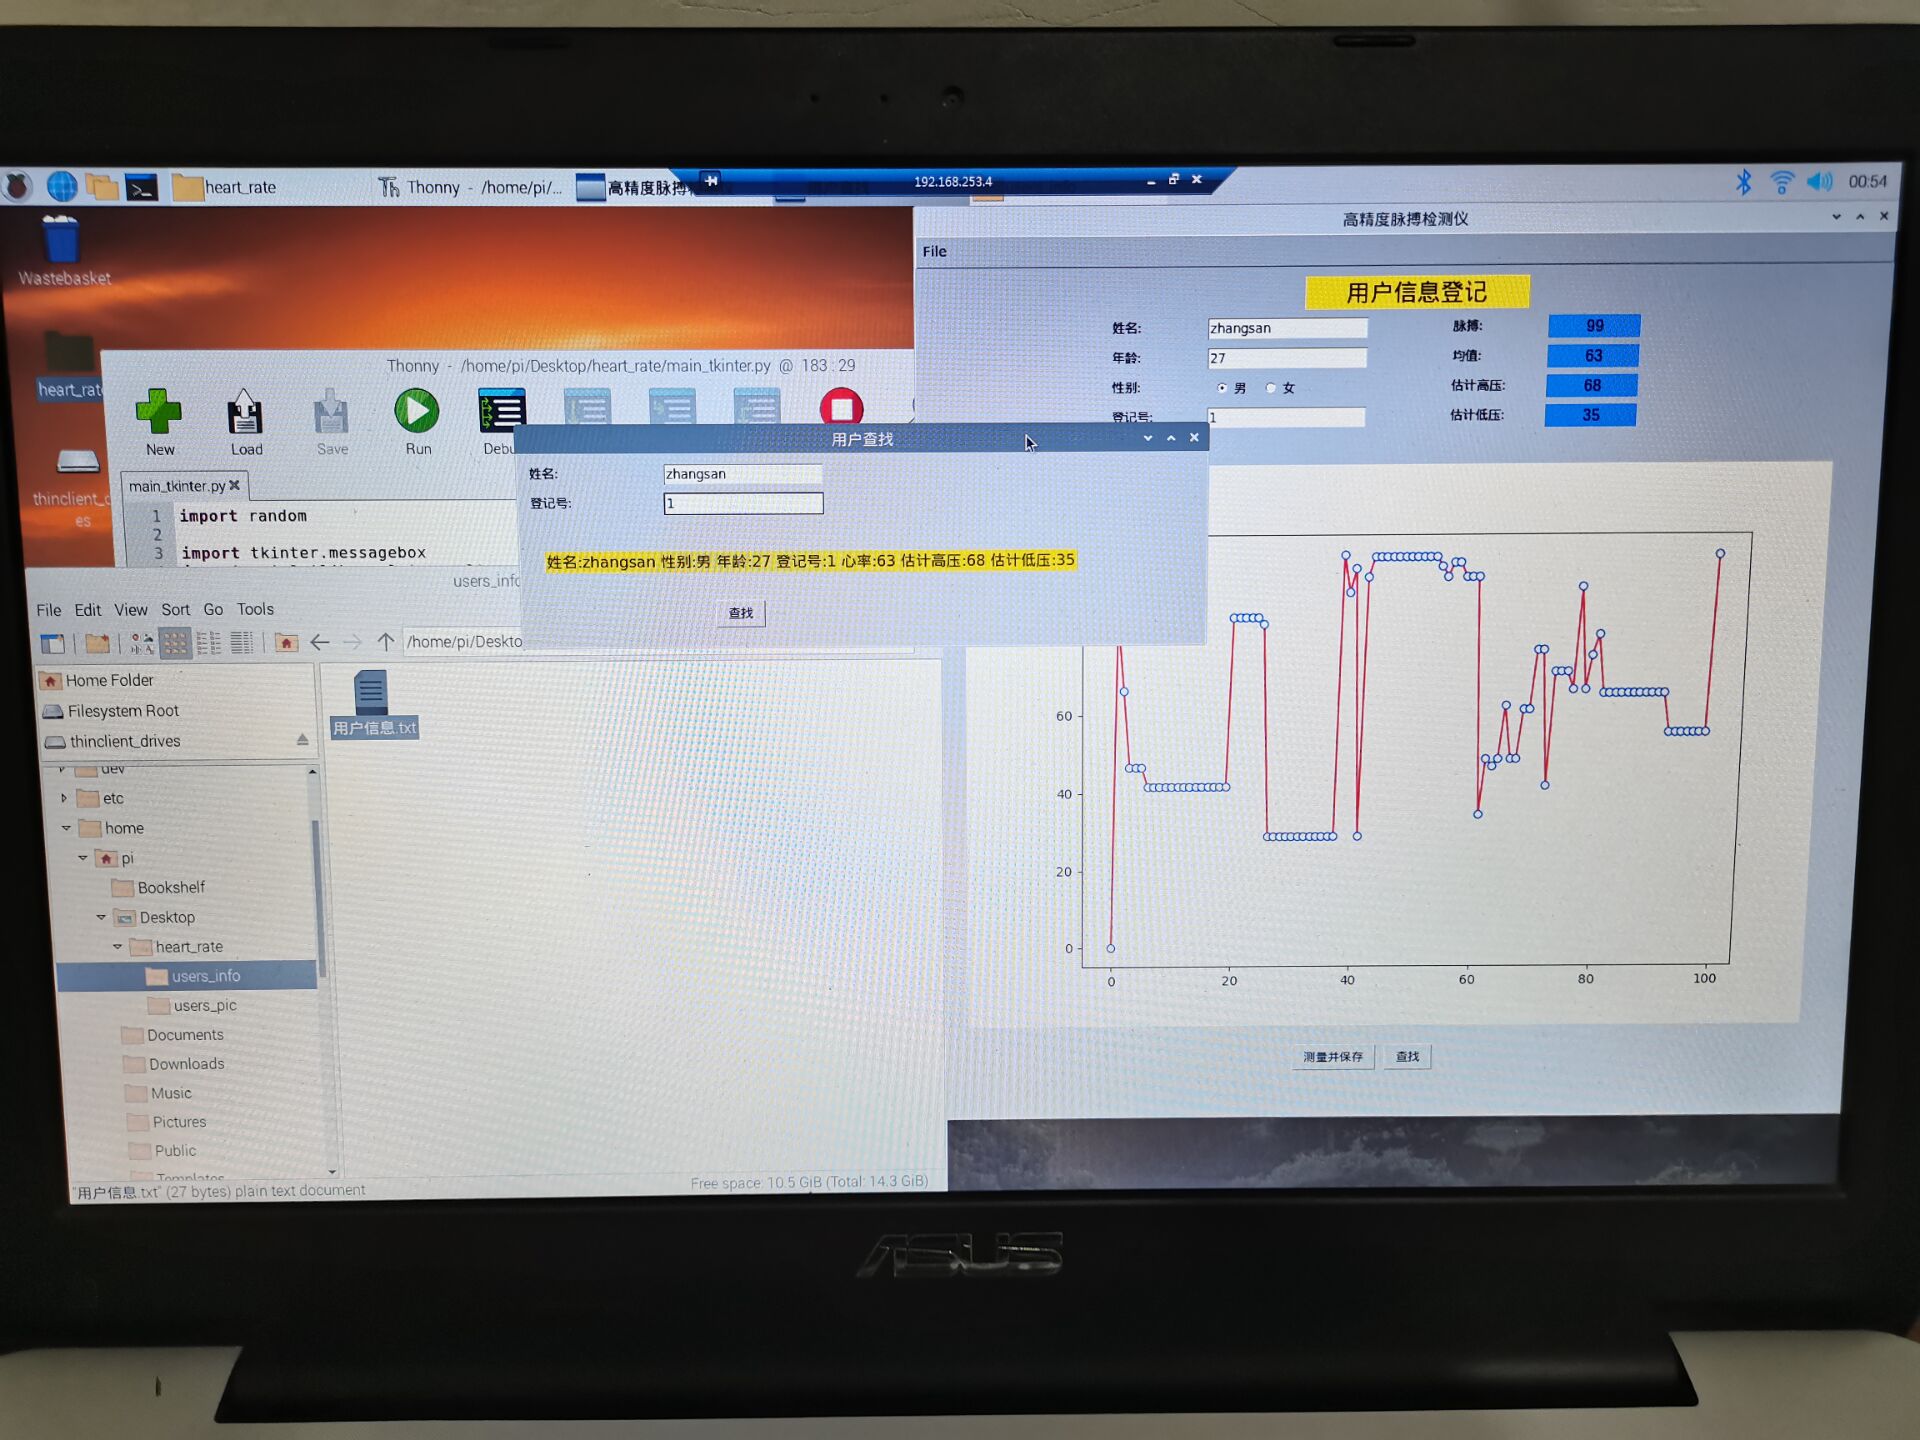 heart_rate
Thonny - /home/pi/...
高精度脉搏
192.168.253.4
00:54
Wastebasket
高精度脉搏检测仪
File
用户信息登记
姓名:
zhangsan
脉搏:
99
年龄:
27
均值:
63
性别:
男
女
估计高压:
68
登记号:
1
估计低压:
35
heart_rat
thinclient_d
es
Thonny - /home/pi/Desktop/heart_rate/main_tkinter.py @ 183 : 29
New
Load
Save
Run
Debu
main_tkinter.py
1 import random
2
3 import tkinter.messagebox
用户查找
姓名:
zhangsan
登记号:
1
姓名:zhangsan 性别:男 年龄:27 登记号:1 心率:63 估计高压:68 估计低压:35
查找
users_info
File Edit View Sort Go Tools
/home/pi/Deskto
Home Folder
Filesystem Root
thinclient_drives
dev
etc
home
pi
Bookshelf
Desktop
heart_rate
users_info
users_pic
Documents
Downloads
Music
Pictures
Public
Templates
用户信息.txt
"用户信息.txt" (27 bytes) plain text document
Free space: 10.5 GiB (Total: 14.3 GiB)
60
40
20
0
0 20 40 60 80 100
测量并保存
查找
ASUS